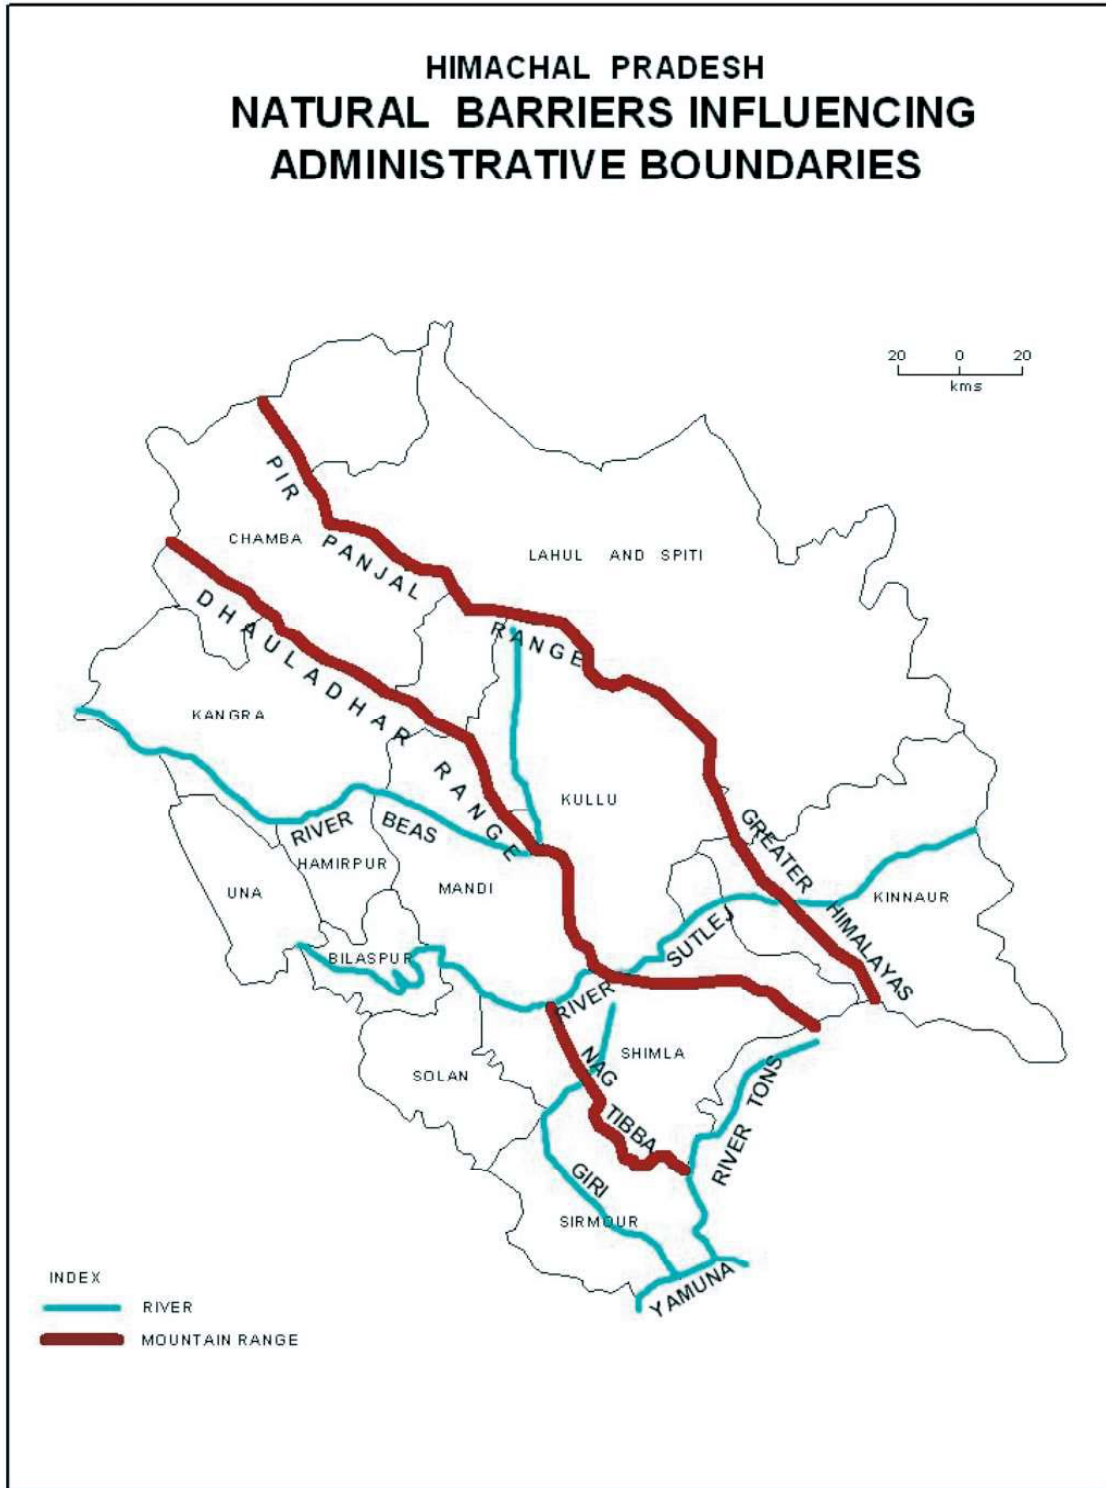 HIMACHAL PRADESH
NATURAL BARRIERS INFLUENCING
ADMINISTRATIVE BOUNDARIES
20 0 20
kms
PIR PANJAL RANGE
CHAMBA
LAHUL AND SPITI
DHAULADHAR RANGE
KANGRA
KULLU
RIVER BEAS
GREATER HIMALAYAS
HAMIRPUR
UNA
MANDI
KINNAUR
BILASPUR
RIVER SUTLEJ
NAG TIBBA
SHIMLA
SOLAN
RIVER TONS
GIRI
SIRMOUR
YAMUNA
INDEX
RIVER
MOUNTAIN RANGE